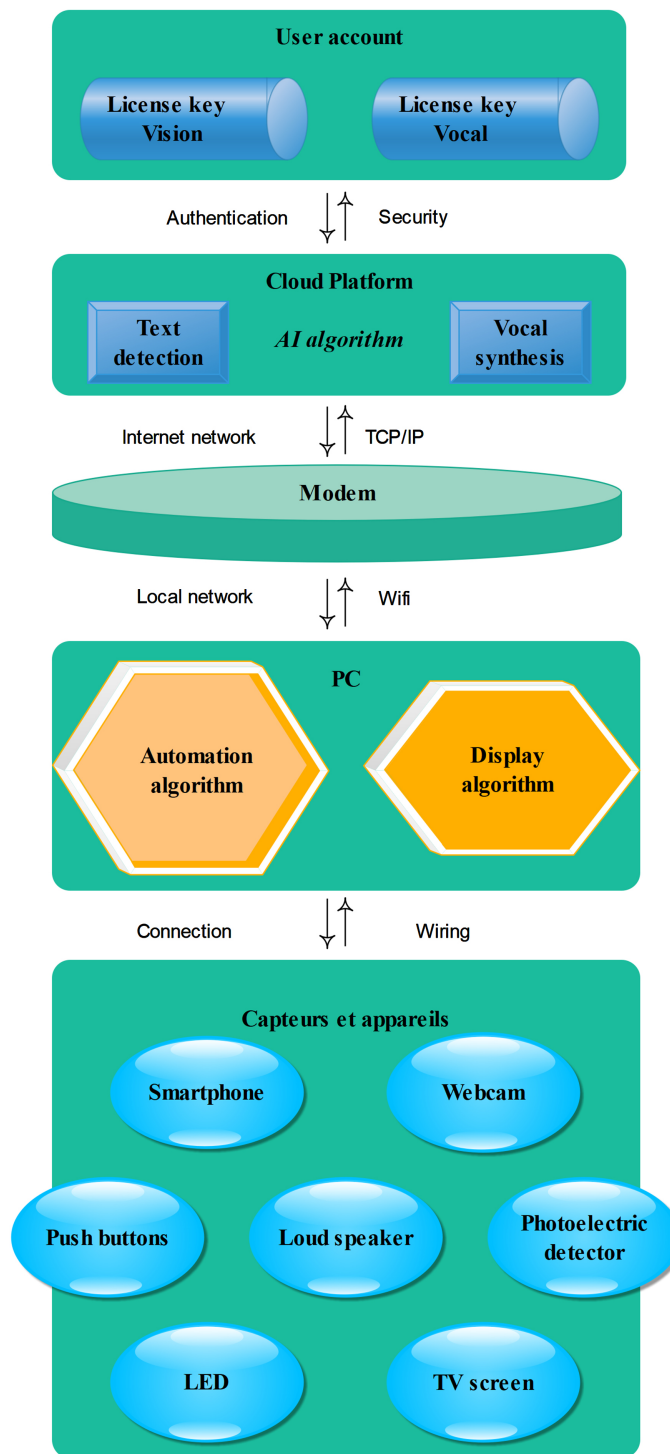 User account
License key
Vision
License key
Vocal
Authentication
Security
Cloud Platform
Text
detection
AI algorithm
Vocal
synthesis
Internet network
TCP/IP
Modem
Local network
Wifi
PC
Automation
algorithm
Display
algorithm
Connection
Wiring
Capteurs et appareils
Smartphone
Webcam
Push buttons
Loud speaker
Photoelectric
detector
LED
TV screen